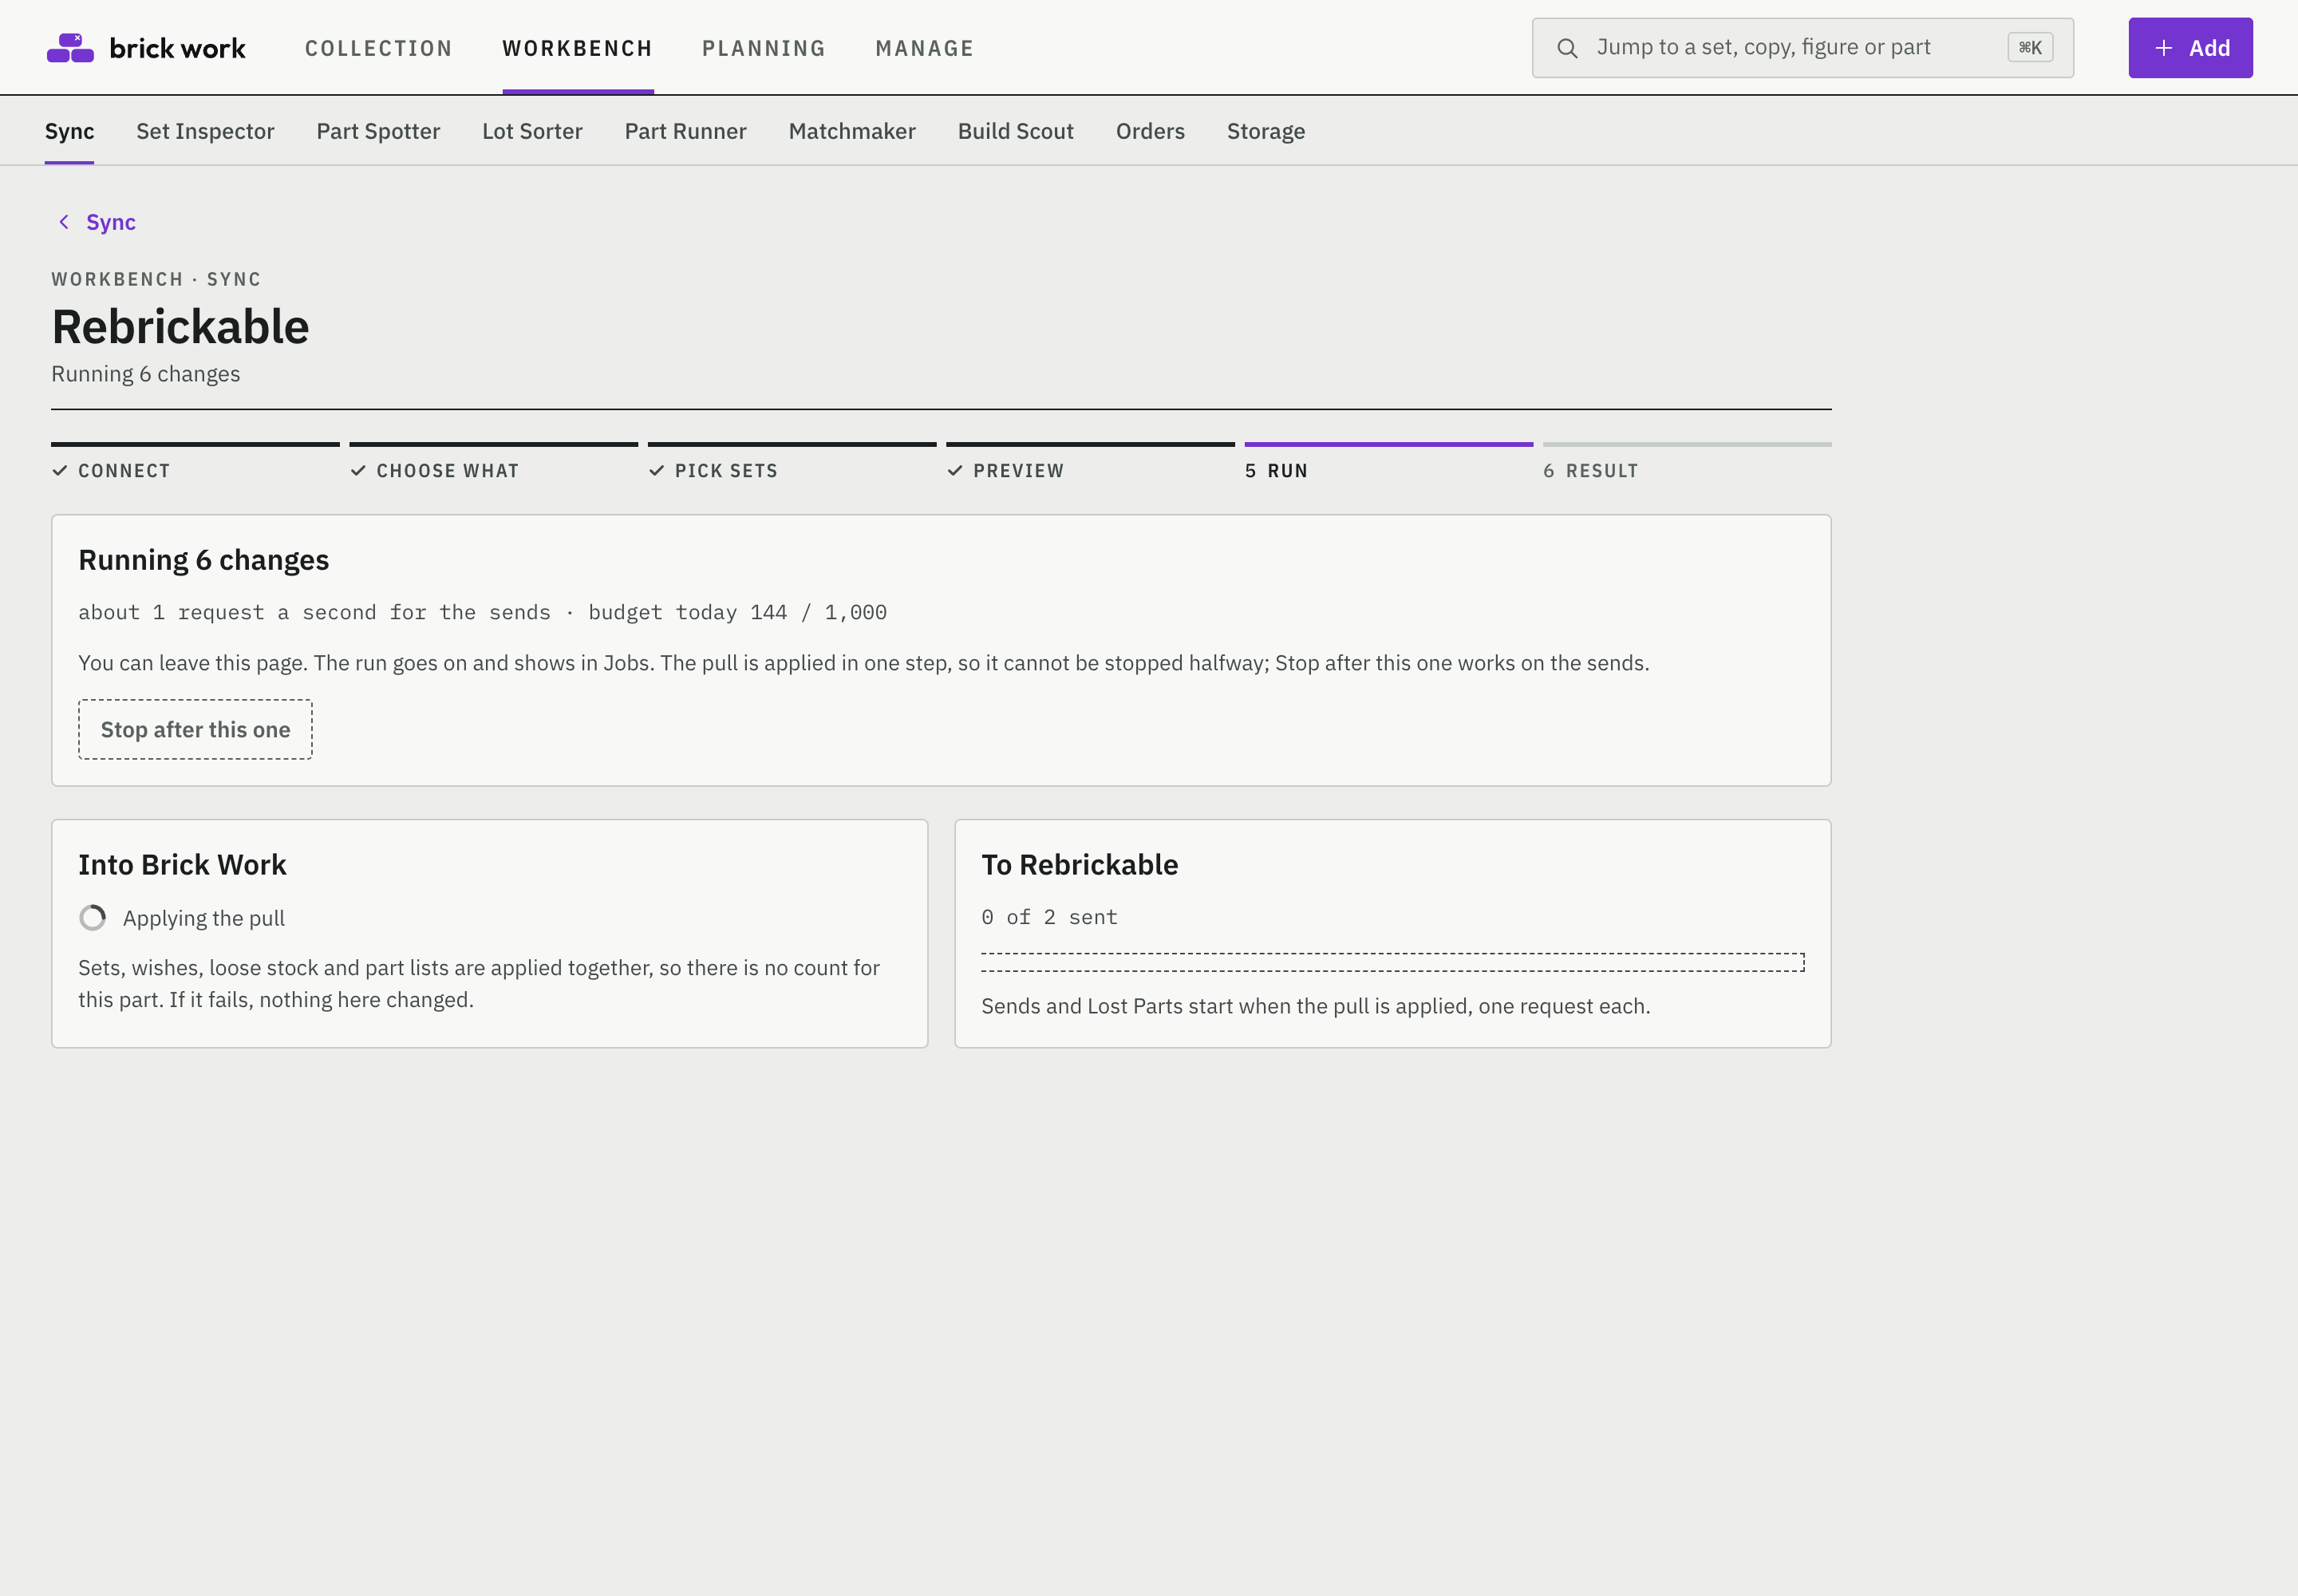 brick work
COLLECTION
WORKBENCH
PLANNING
MANAGE
Jump to a set, copy, figure or part
⌘K
Add
Sync
Set Inspector
Part Spotter
Lot Sorter
Part Runner
Matchmaker
Build Scout
Orders
Storage
Sync
WORKBENCH · SYNC
Rebrickable
Running 6 changes
CONNECT
CHOOSE WHAT
PICK SETS
PREVIEW
5 RUN
6 RESULT
Running 6 changes
about 1 request a second for the sends · budget today 144 / 1,000
You can leave this page. The run goes on and shows in Jobs. The pull is applied in one step, so it cannot be stopped halfway; Stop after this one works on the sends.
Stop after this one
Into Brick Work
Applying the pull
Sets, wishes, loose stock and part lists are applied together, so there is no count for
this part. If it fails, nothing here changed.
To Rebrickable
0 of 2 sent
Sends and Lost Parts start when the pull is applied, one request each.